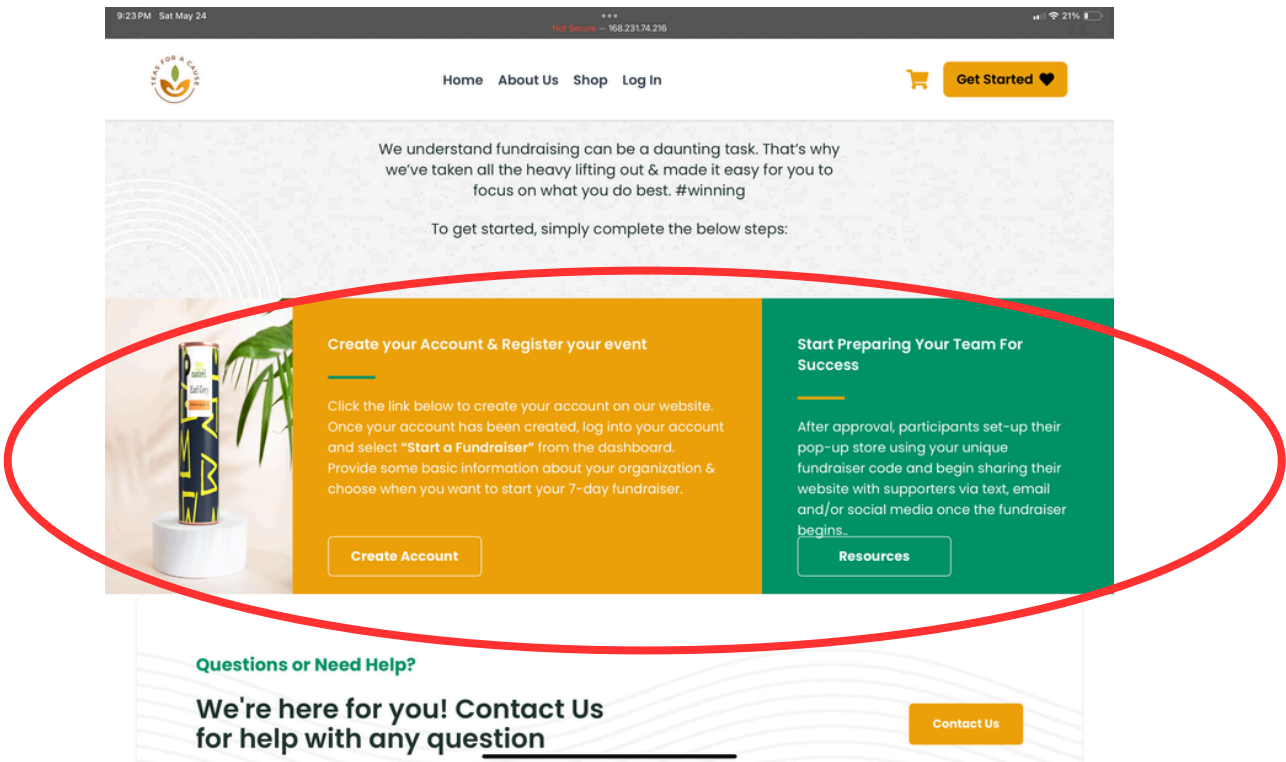 9:23 PM Sat May 24
Not Secure — 168.231.74.216
21%
TEAS FOR A CAUSE
Home About Us Shop Log In
Get Started
We understand fundraising can be a daunting task. That's why
we've taken all the heavy lifting out & made it easy for you to
focus on what you do best. #winning
To get started, simply complete the below steps:
Earl Grey
Create your Account & Register your event
Click the link below to create your account on our website.
Once your account has been created, log into your account
and select “Start a Fundraiser” from the dashboard.
Provide some basic information about your organization &
choose when you want to start your 7-day fundraiser.
Create Account
Start Preparing Your Team For
Success
After approval, participants set-up their
pop-up store using your unique
fundraiser code and begin sharing their
website with supporters via text, email
and/or social media once the fundraiser
begins..
Resources
Questions or Need Help?
We're here for you! Contact Us
for help with any question
Contact Us